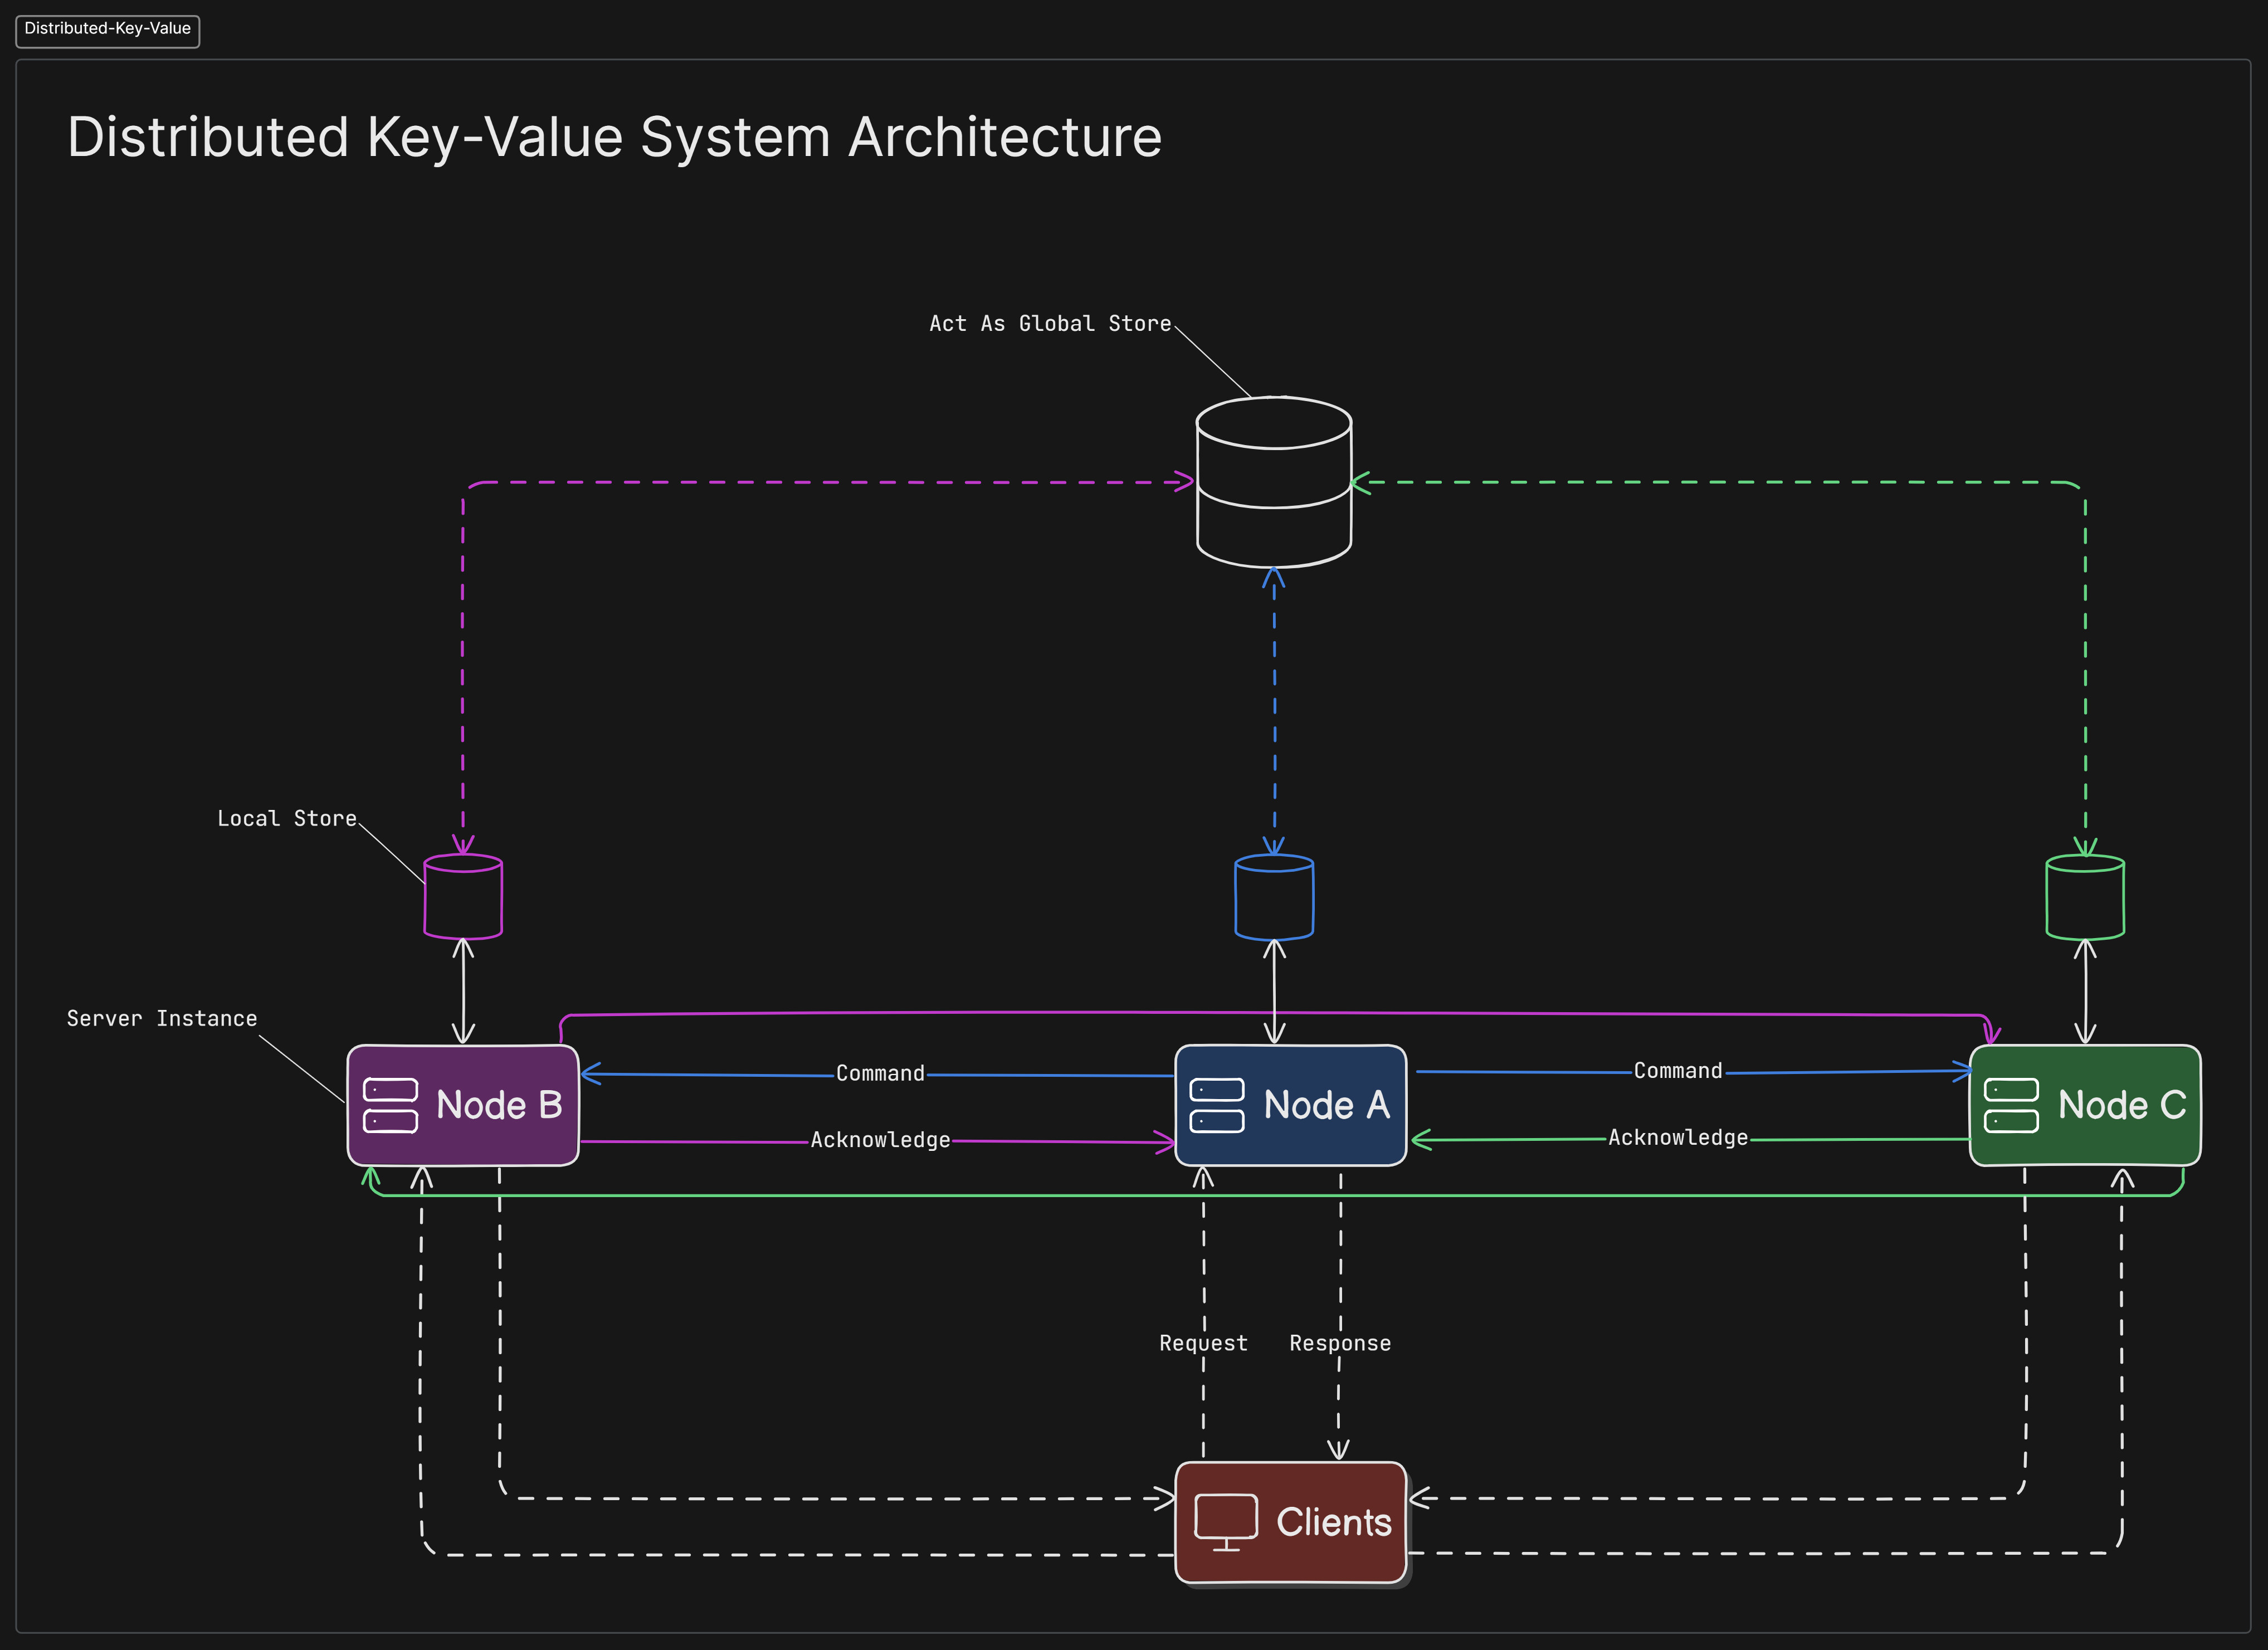 Distributed-Key-Value
Distributed Key-Value System Architecture
Act As Global Store
Local Store
Server Instance
Command
Command
Node B
Node A
Node C
Acknowledge
Acknowledge
Request
Response
Clients